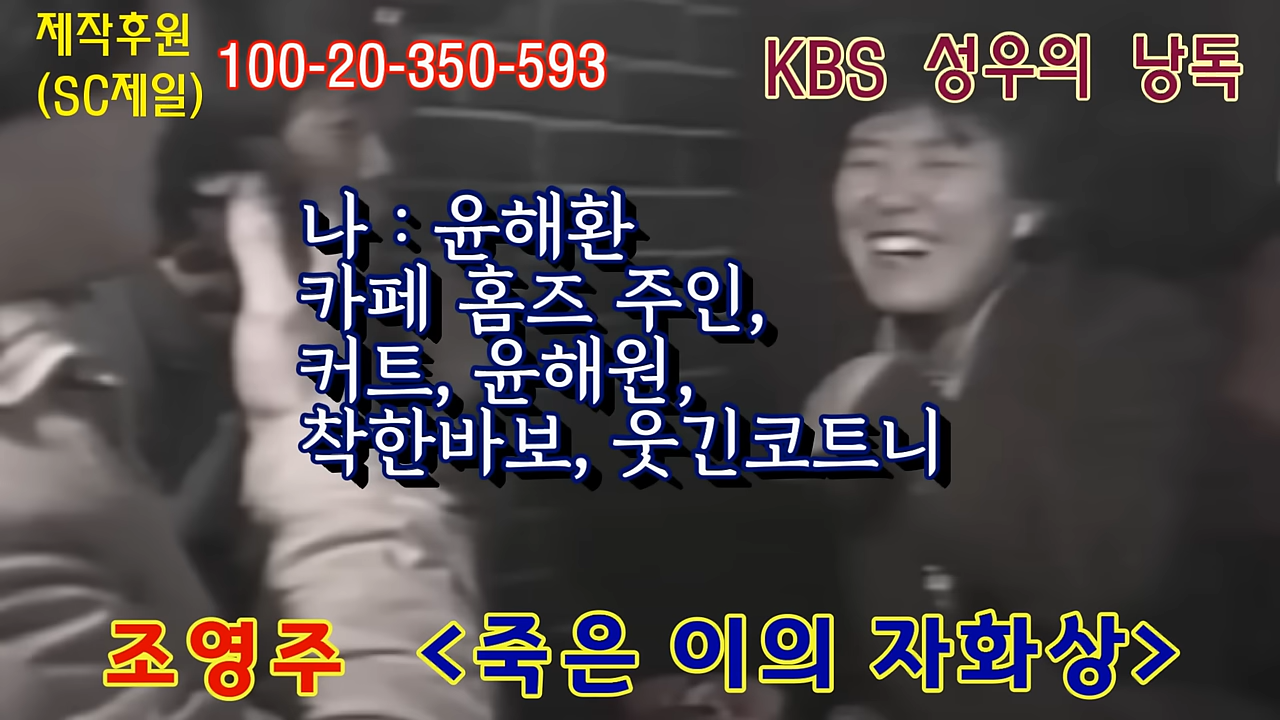 제작후원
(SC제일)
100-20-350-593
KBS 성우의 낭독
나 : 윤해환
카페 홈즈 주인,
커트, 윤해원,
착한바보, 웃긴코트니
조영주 <죽은 이의 자화상>